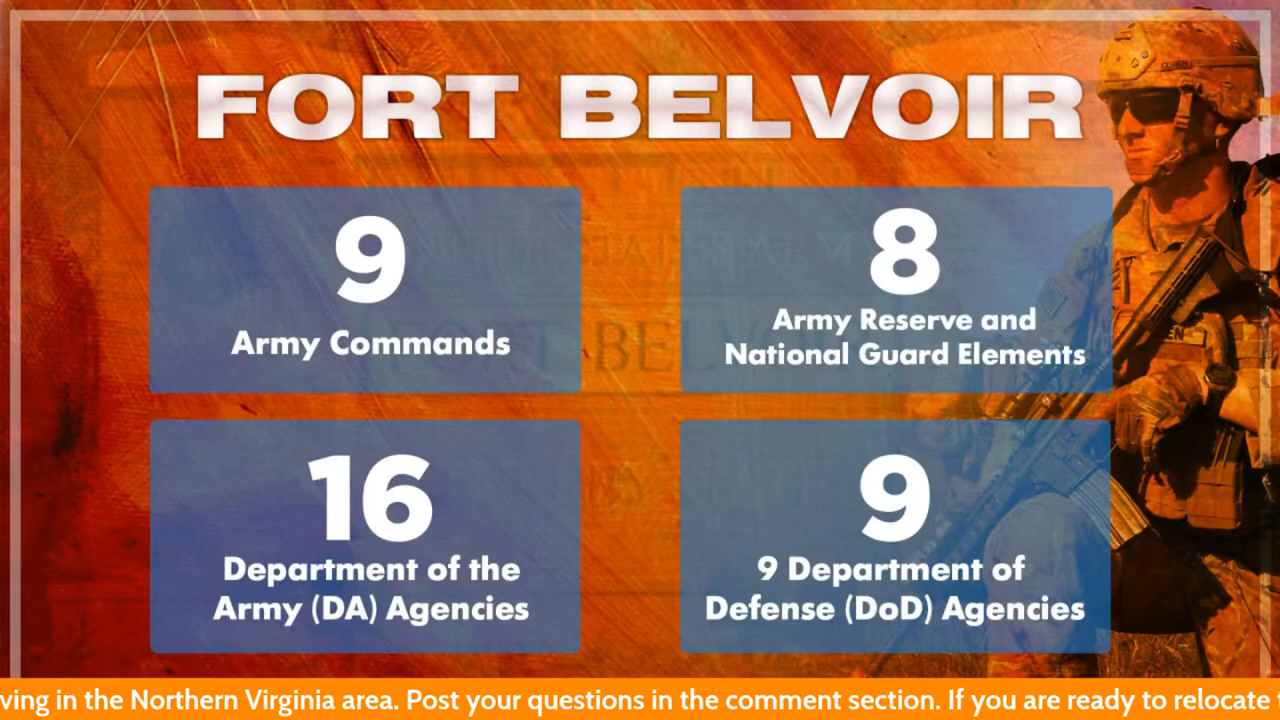 FORT BELVOIR
9
Army Commands
8
Army Reserve and
National Guard Elements
16
Department of the
Army (DA) Agencies
9
9 Department of
Defense (DoD) Agencies
in the Northern Virginia area. Post your questions in the comment section. If you are ready to relocate